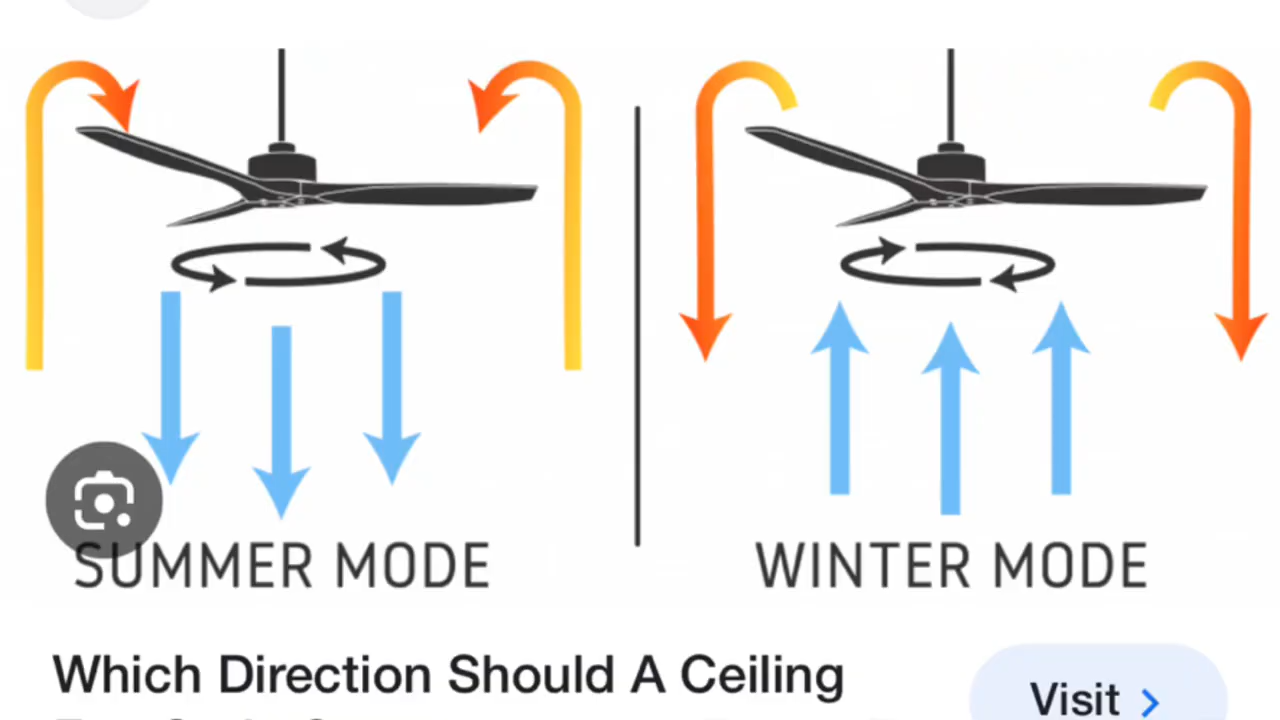 SUMMER MODE
WINTER MODE
Which Direction Should A Ceiling
Visit